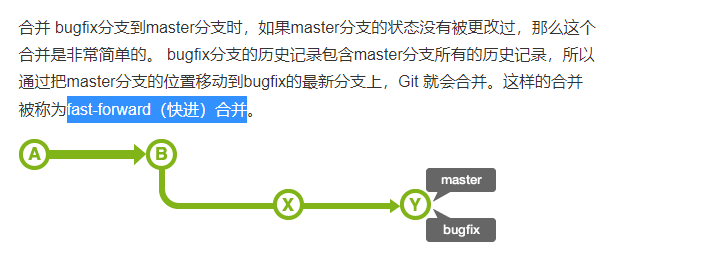 合并 bugfix分支到master分支时，如果master分支的状态没有被更改过，那么这个
合并是非常简单的。 bugfix分支的历史记录包含master分支所有的历史记录，所以
通过把master分支的位置移动到bugfix的最新分支上，Git 就会合并。这样的合并
被称为fast-forward（快进）合并。
A
B
master
X
Y
bugfix